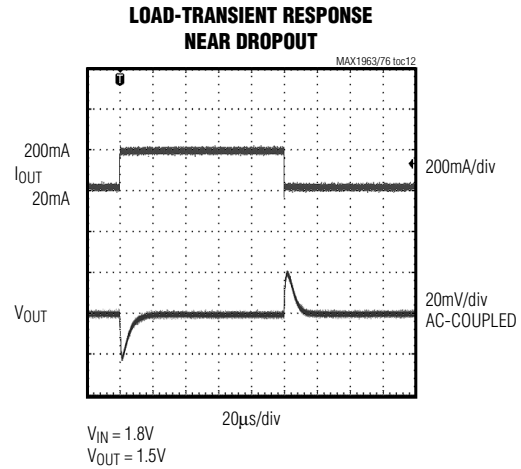 LOAD-TRANSIENT RESPONSE
NEAR DROPOUT
MAX1963/76 toc12
200mA
IOUT
20mA
200mA/div
VOUT
20mV/div
AC-COUPLED
20μs/div
VIN = 1.8V
VOUT = 1.5V